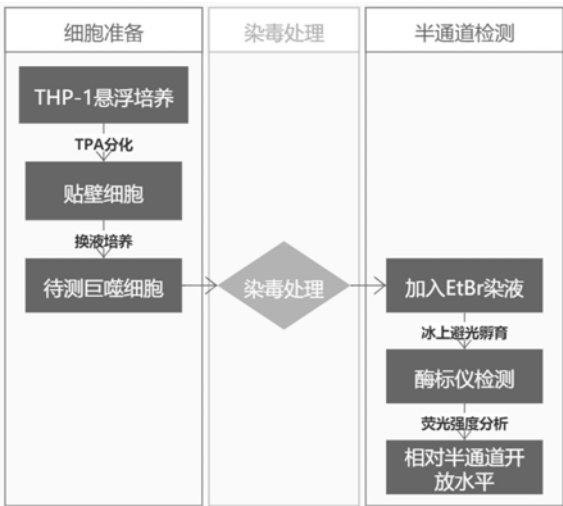 细胞准备
THP-1悬浮培养
TPA分化
贴壁细胞
换液培养
待测巨噬细胞
染毒处理
染毒处理
半通道检测
加入EtBr染液
冰上避光孵育
酶标仪检测
荧光强度分析
相对半通道开
放水平